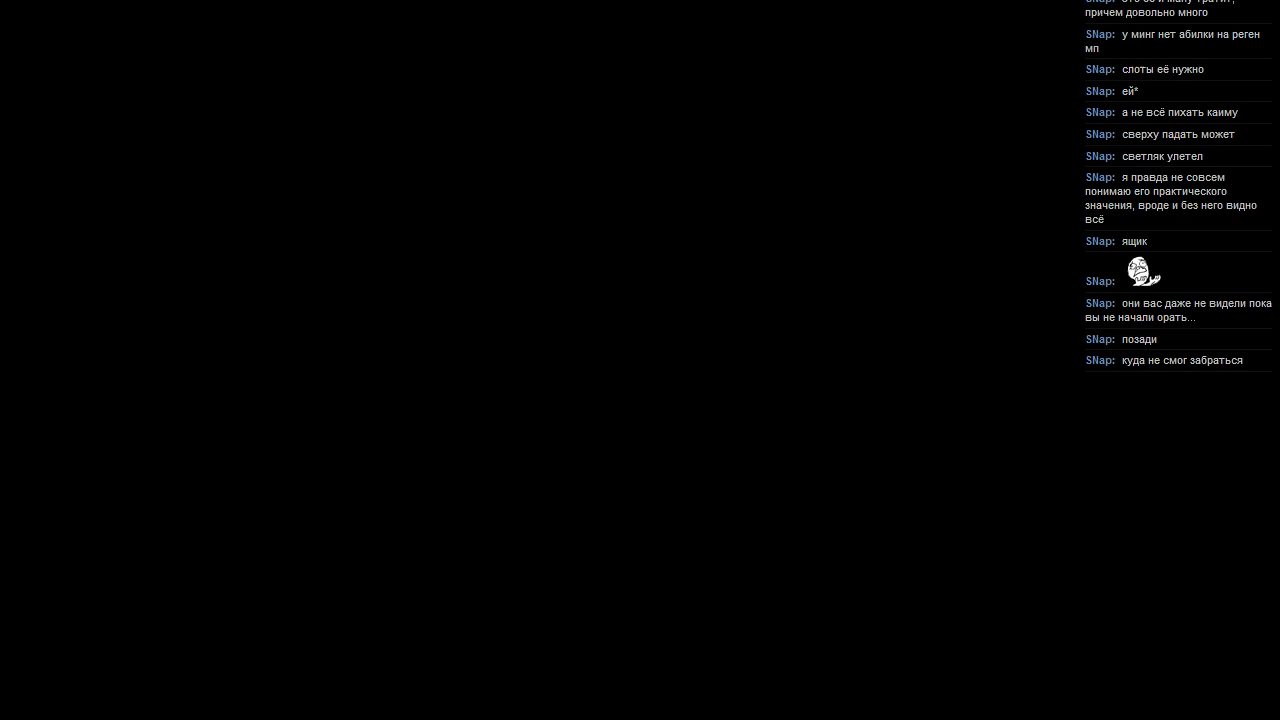 причем довольно много
SNap: у минг нет абилки на реген
мп
SNap: слоты её нужно
SNap: ей*
SNap: а не всё пихать каиму
SNap: сверху падать может
SNap: светляк улетел
SNap: я правда не совсем
понимаю его практического
значения, вроде и без него видно
всё
SNap: ящик
SNap:
SNap: они вас даже не видели пока
вы не начали орать...
SNap: позади
SNap: куда не смог забраться